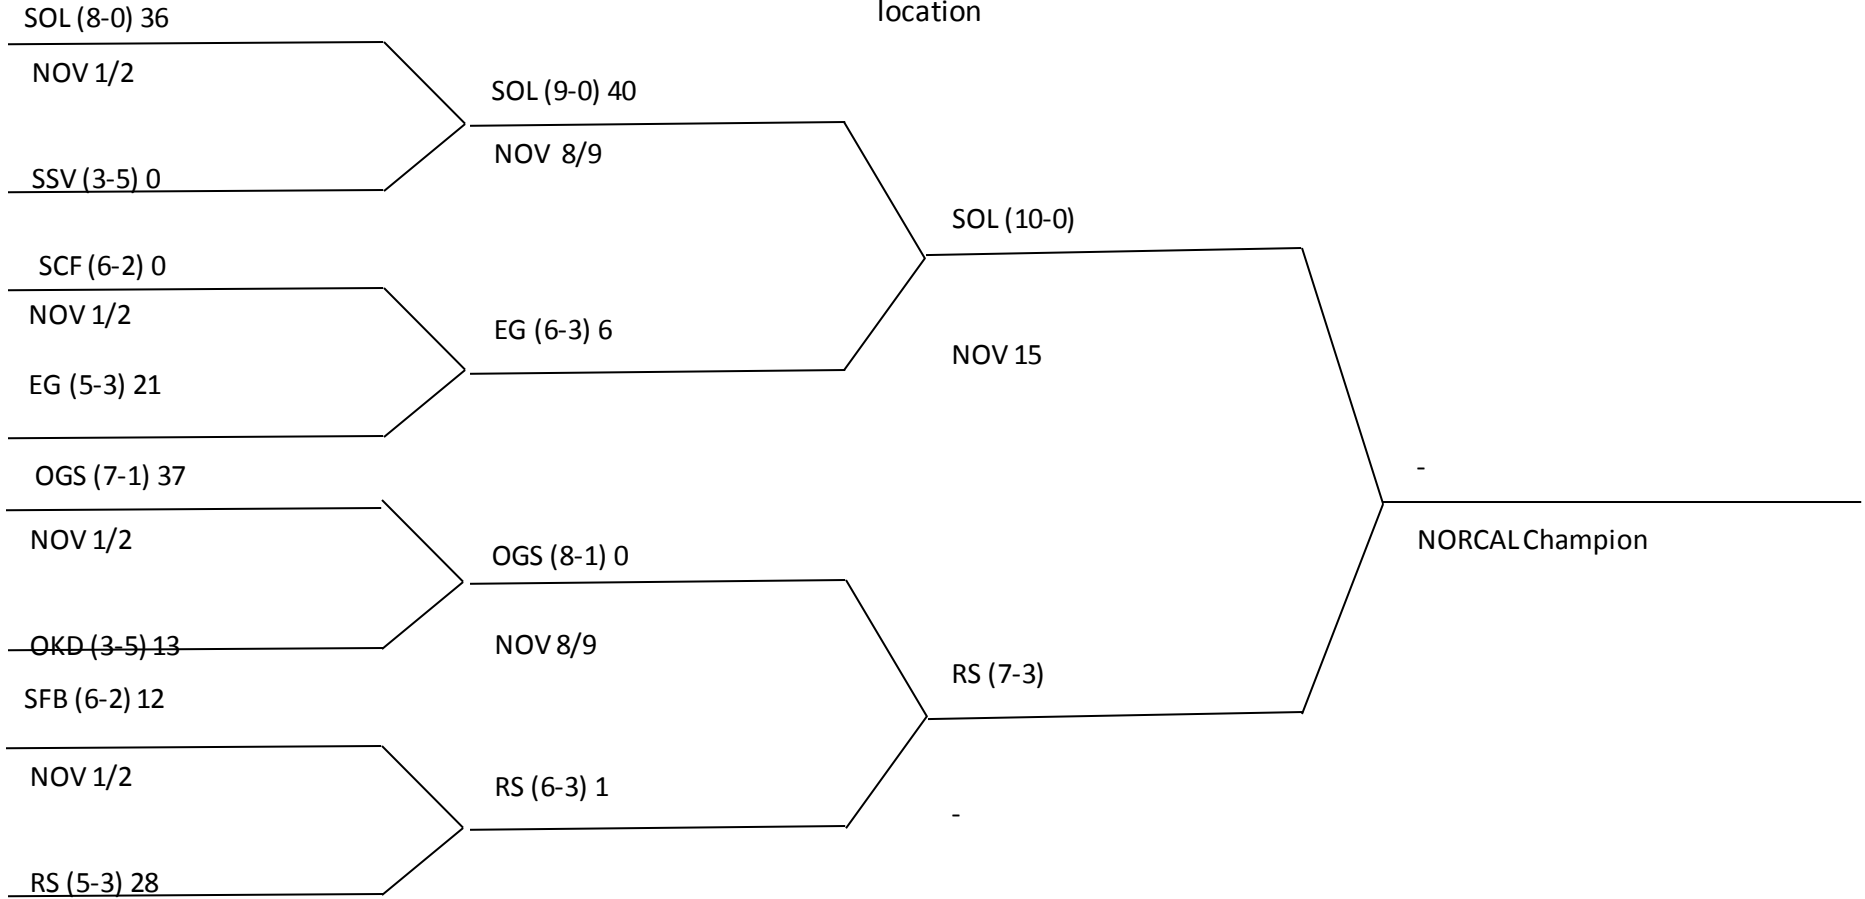 location
SOL (8-0) 36
NOV 1/2
SSV (3-5) 0
SCF (6-2) 0
NOV 1/2
EG (5-3) 21
OGS (7-1) 37
NOV 1/2
OKD (3-5) 13
SFB (6-2) 12
NOV 1/2
RS (5-3) 28
SOL (9-0) 40
NOV 8/9
EG (6-3) 6
OGS (8-1) 0
NOV 8/9
RS (6-3) 1
SOL (10-0)
NOV 15
RS (7-3)
-
-
NORCAL Champion